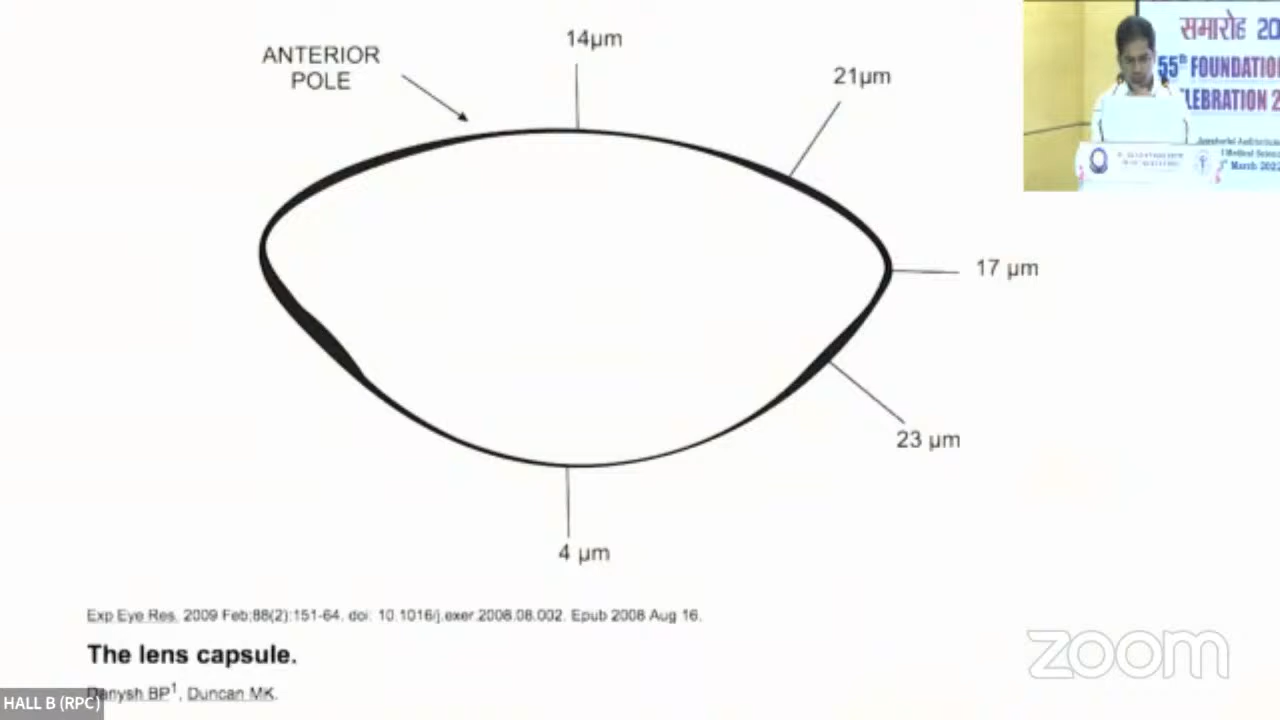 ANTERIOR
POLE
14µm
21µm
17 µm
23 µm
4 µm
समारोह 20
55th FOUNDATION
LEBRATION 2
March 2022
Exp Eye Res. 2009 Feb;88(2):151-64. doi: 10.1016/j.exer.2008.08.002. Epub 2008 Aug 16.
The lens capsule.
Danysh BP1, Duncan MK.
HALL B (RPC)
zoom